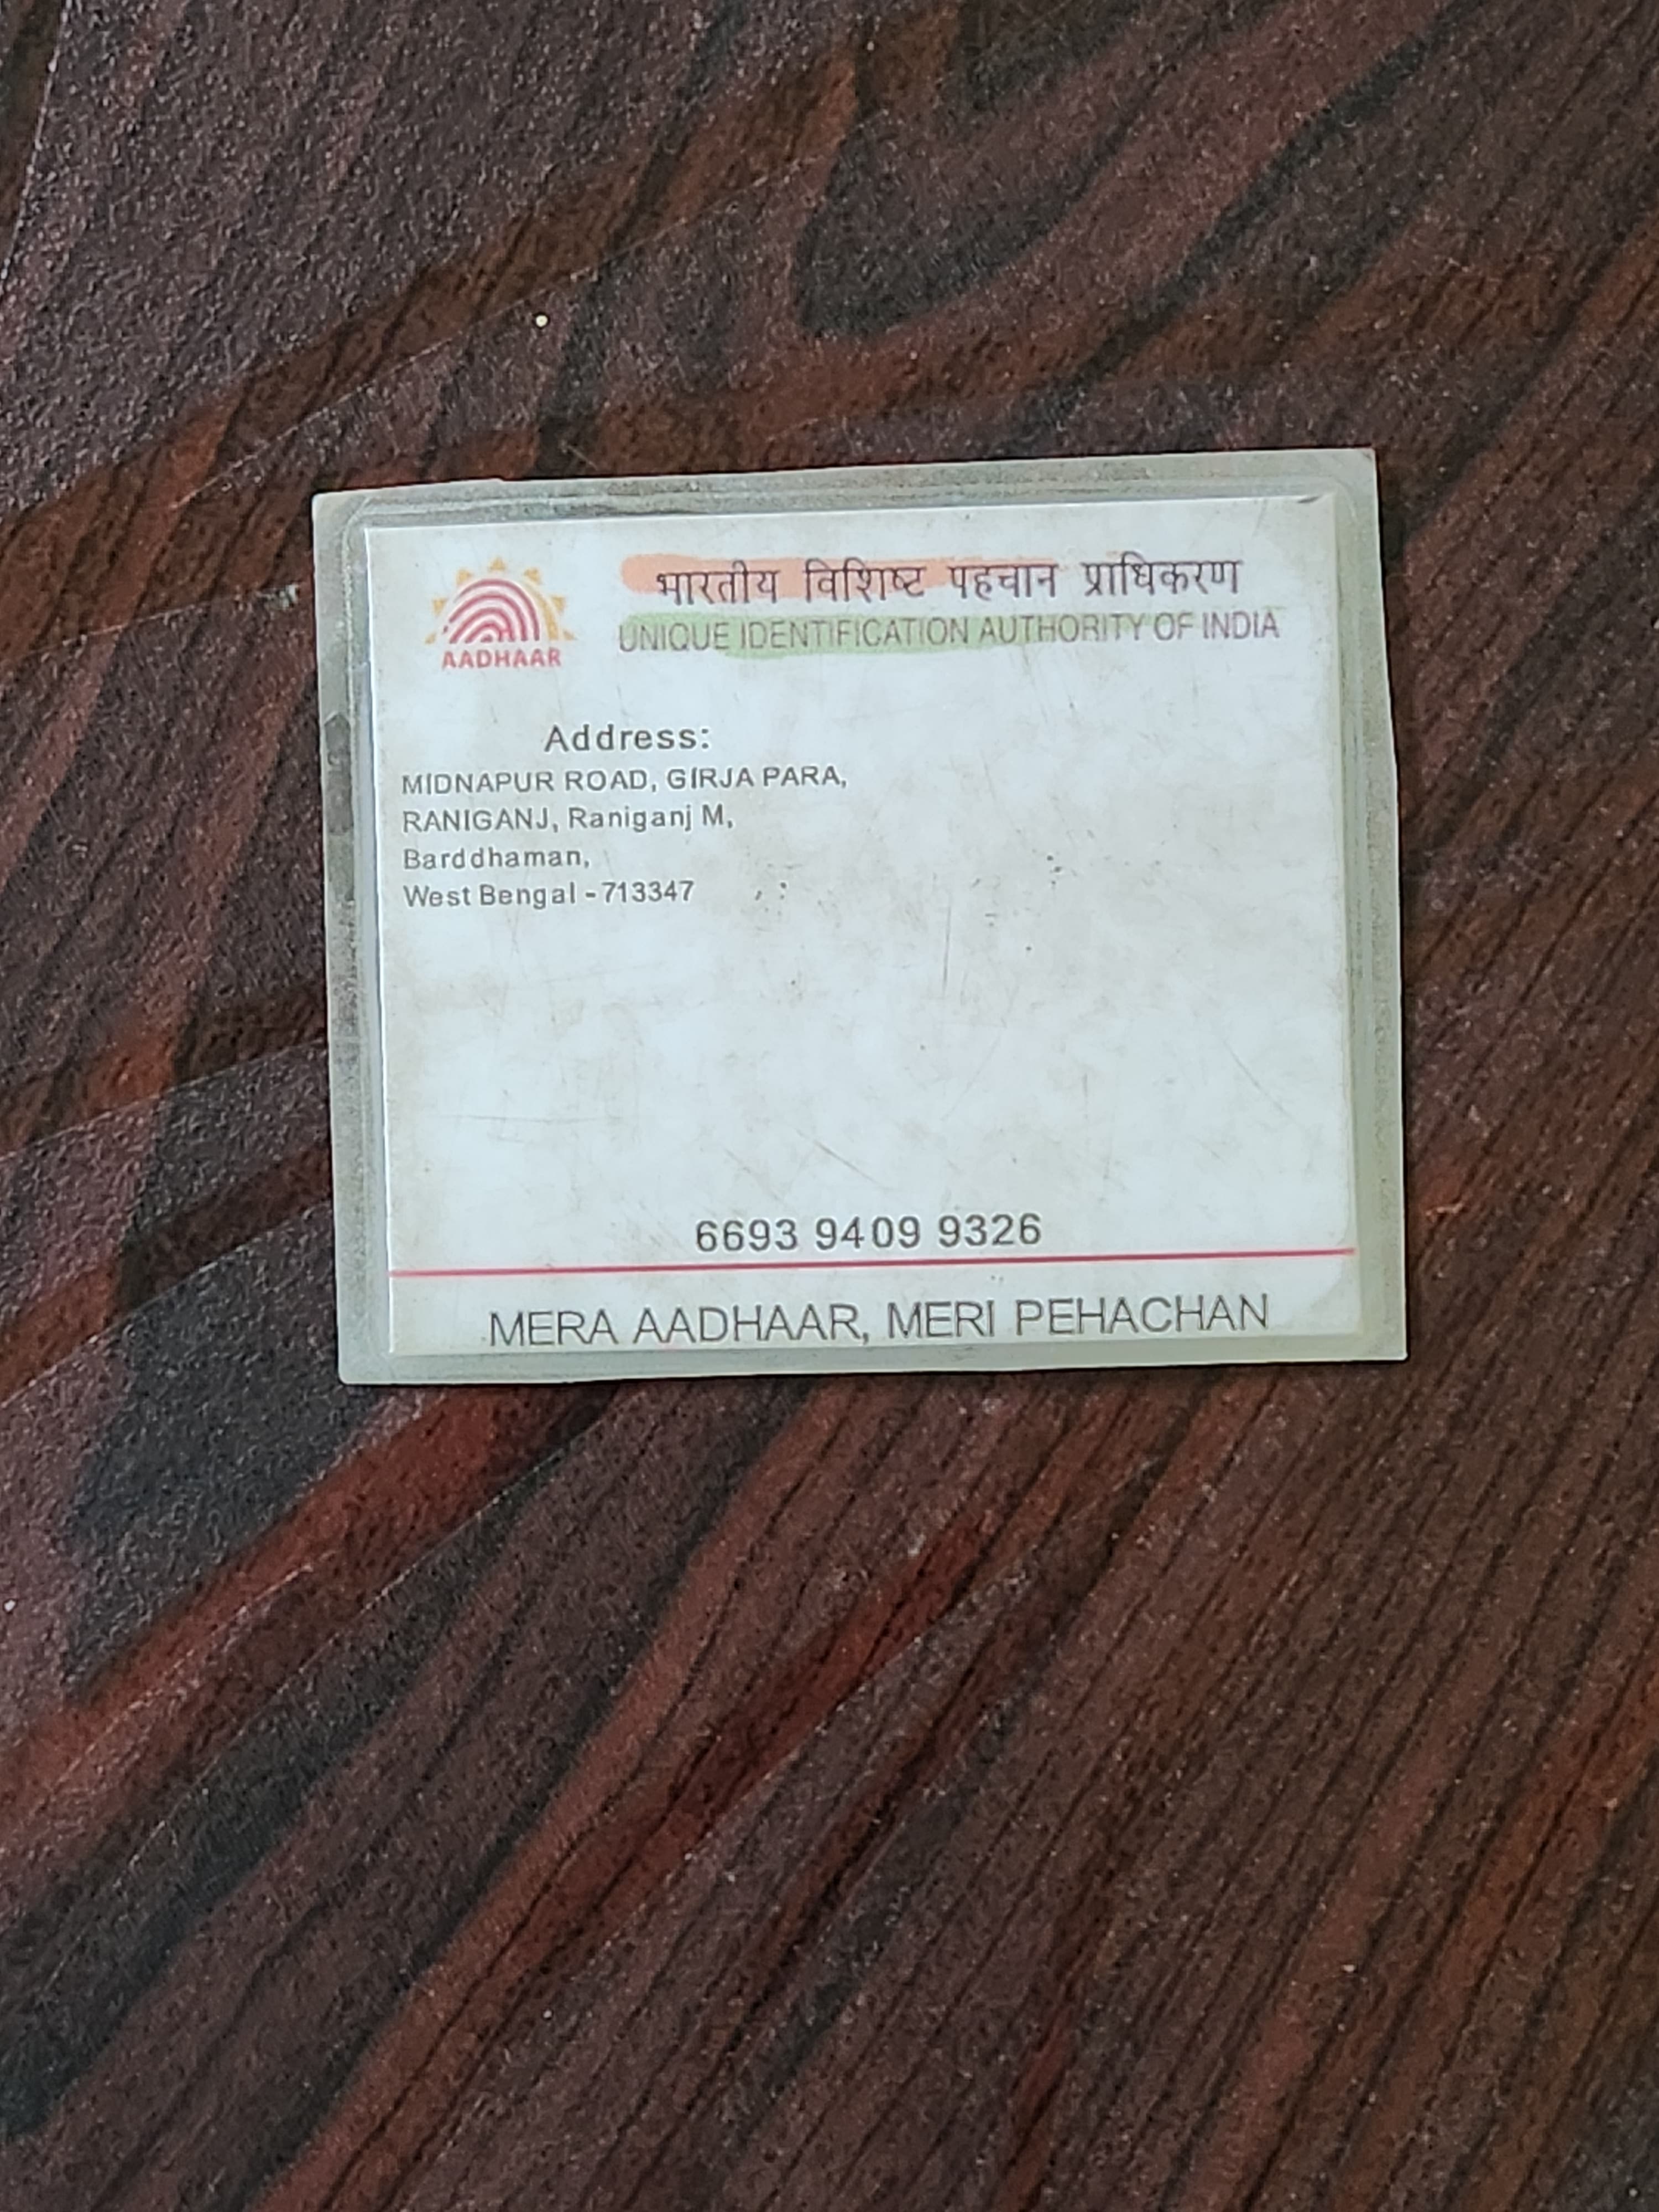 भारतीय विशिष्ट पहचान प्राधिकरण
UNIQUE IDENTIFICATION AUTHORITY OF INDIA
AADHAAR
Address:
MIDNAPUR ROAD, GIRJA PARA,
RANIGANJ, Raniganj M,
Barddhaman,
West Bengal - 713347
6693 9409 9326
MERA AADHAAR, MERI PEHACHAN